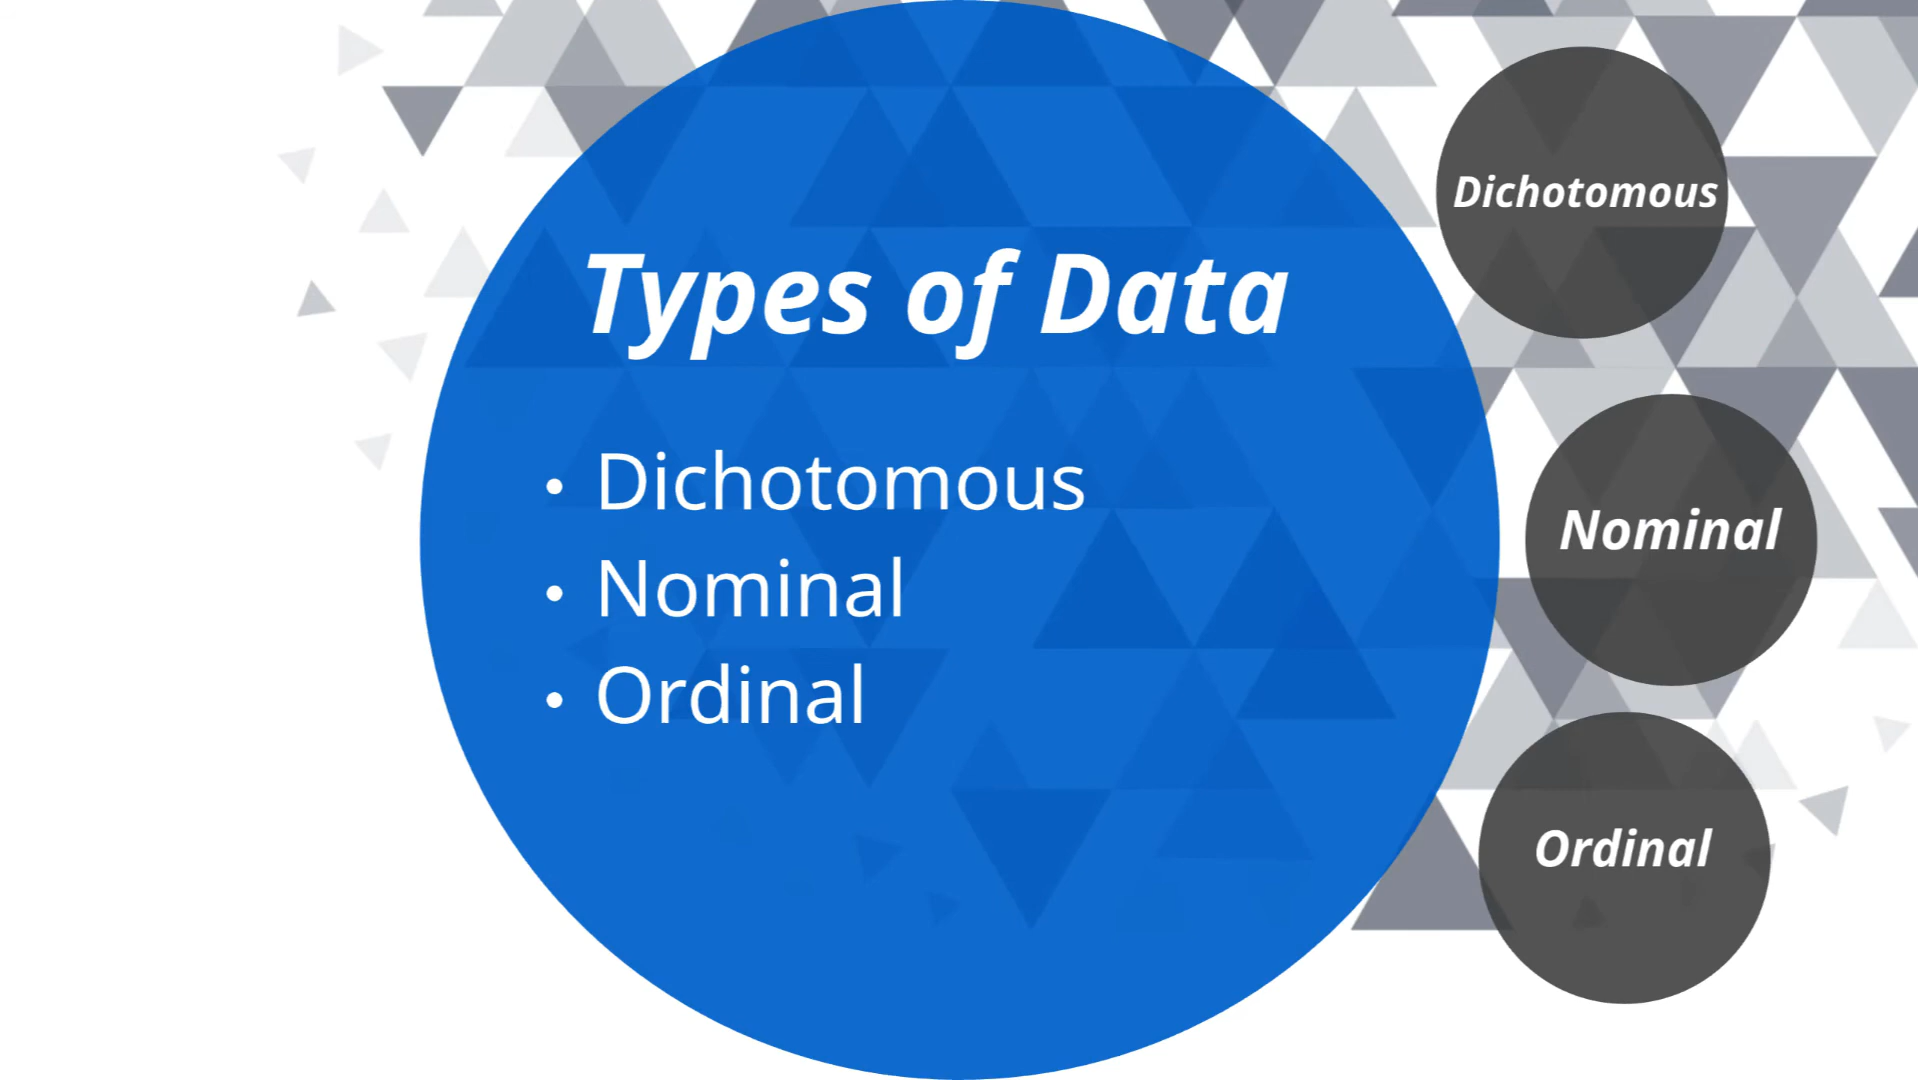 Types of Data
• Dichotomous
• Nominal
• Ordinal
Dichotomous
Nominal
Ordinal